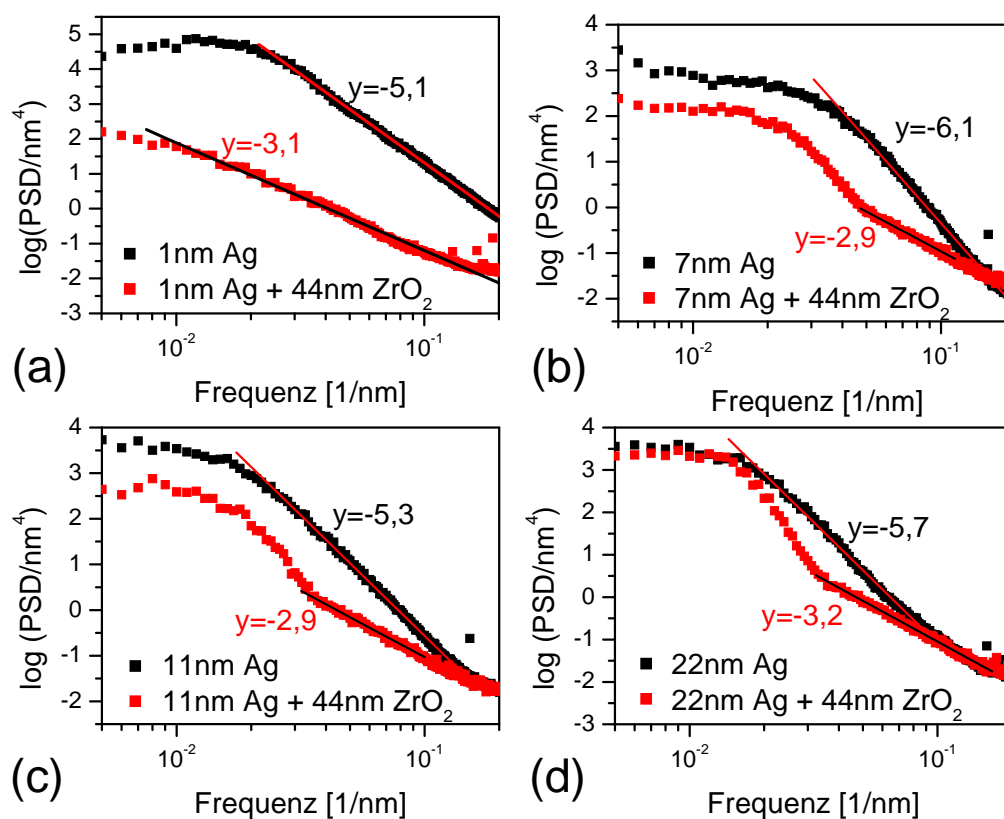 5
4
3
2
1
0
-1
-2
-3
log(PSD/nm⁴)
y=-5,1
y=-3,1
1nm Ag
1nm Ag + 44nm ZrO₂
10⁻²
10⁻¹
Frequenz [1/nm]
(a)
4
3
2
1
0
-1
-2
log (PSD/nm⁴)
y=-6,1
y=-2,9
7nm Ag
7nm Ag + 44nm ZrO₂
10⁻²
10⁻¹
Frequenz [1/nm]
(b)
4
3
2
1
0
-1
-2
log (PSD/nm⁴)
y=-5,3
y=-2,9
11nm Ag
11nm Ag + 44nm ZrO₂
10⁻²
10⁻¹
Frequenz [1/nm]
(c)
4
3
2
1
0
-1
-2
-3
log (PSD/nm⁴)
y=-5,7
y=-3,2
22nm Ag
22nm Ag + 44nm ZrO₂
10⁻²
10⁻¹
Frequenz [1/nm]
(d)